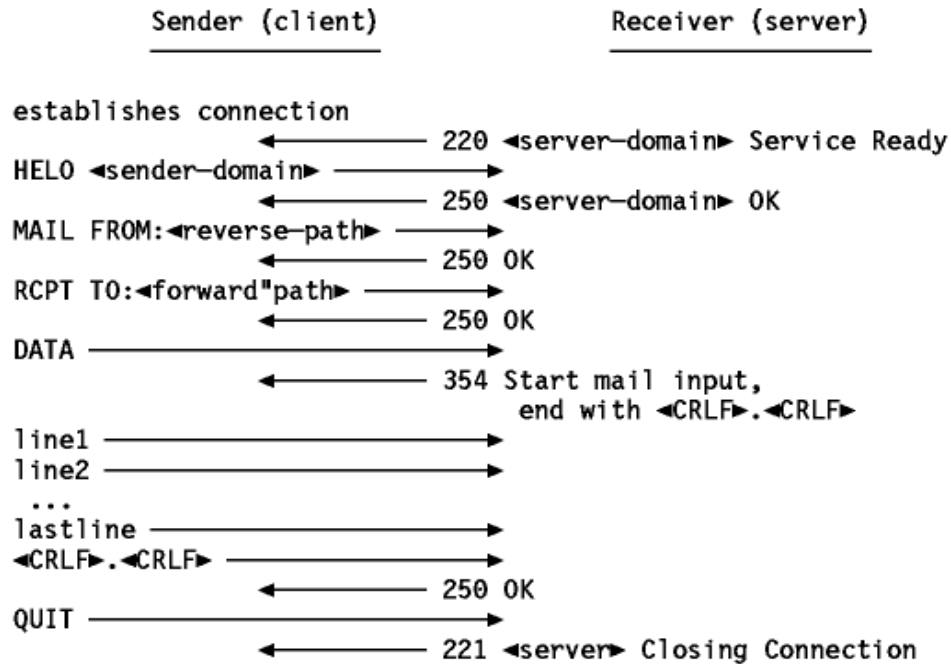 Sender (client) Receiver (server)
establishes connection
220 <server-domain> Service Ready
HELO <sender-domain>
250 <server-domain> OK
MAIL FROM:<reverse-path>
250 OK
RCPT TO:<forward"path>
250 OK
DATA
354 Start mail input,
end with <CRLF>.<CRLF>
line1
line2
...
lastline
<CRLF>.<CRLF>
250 OK
QUIT
221 <server> Closing Connection